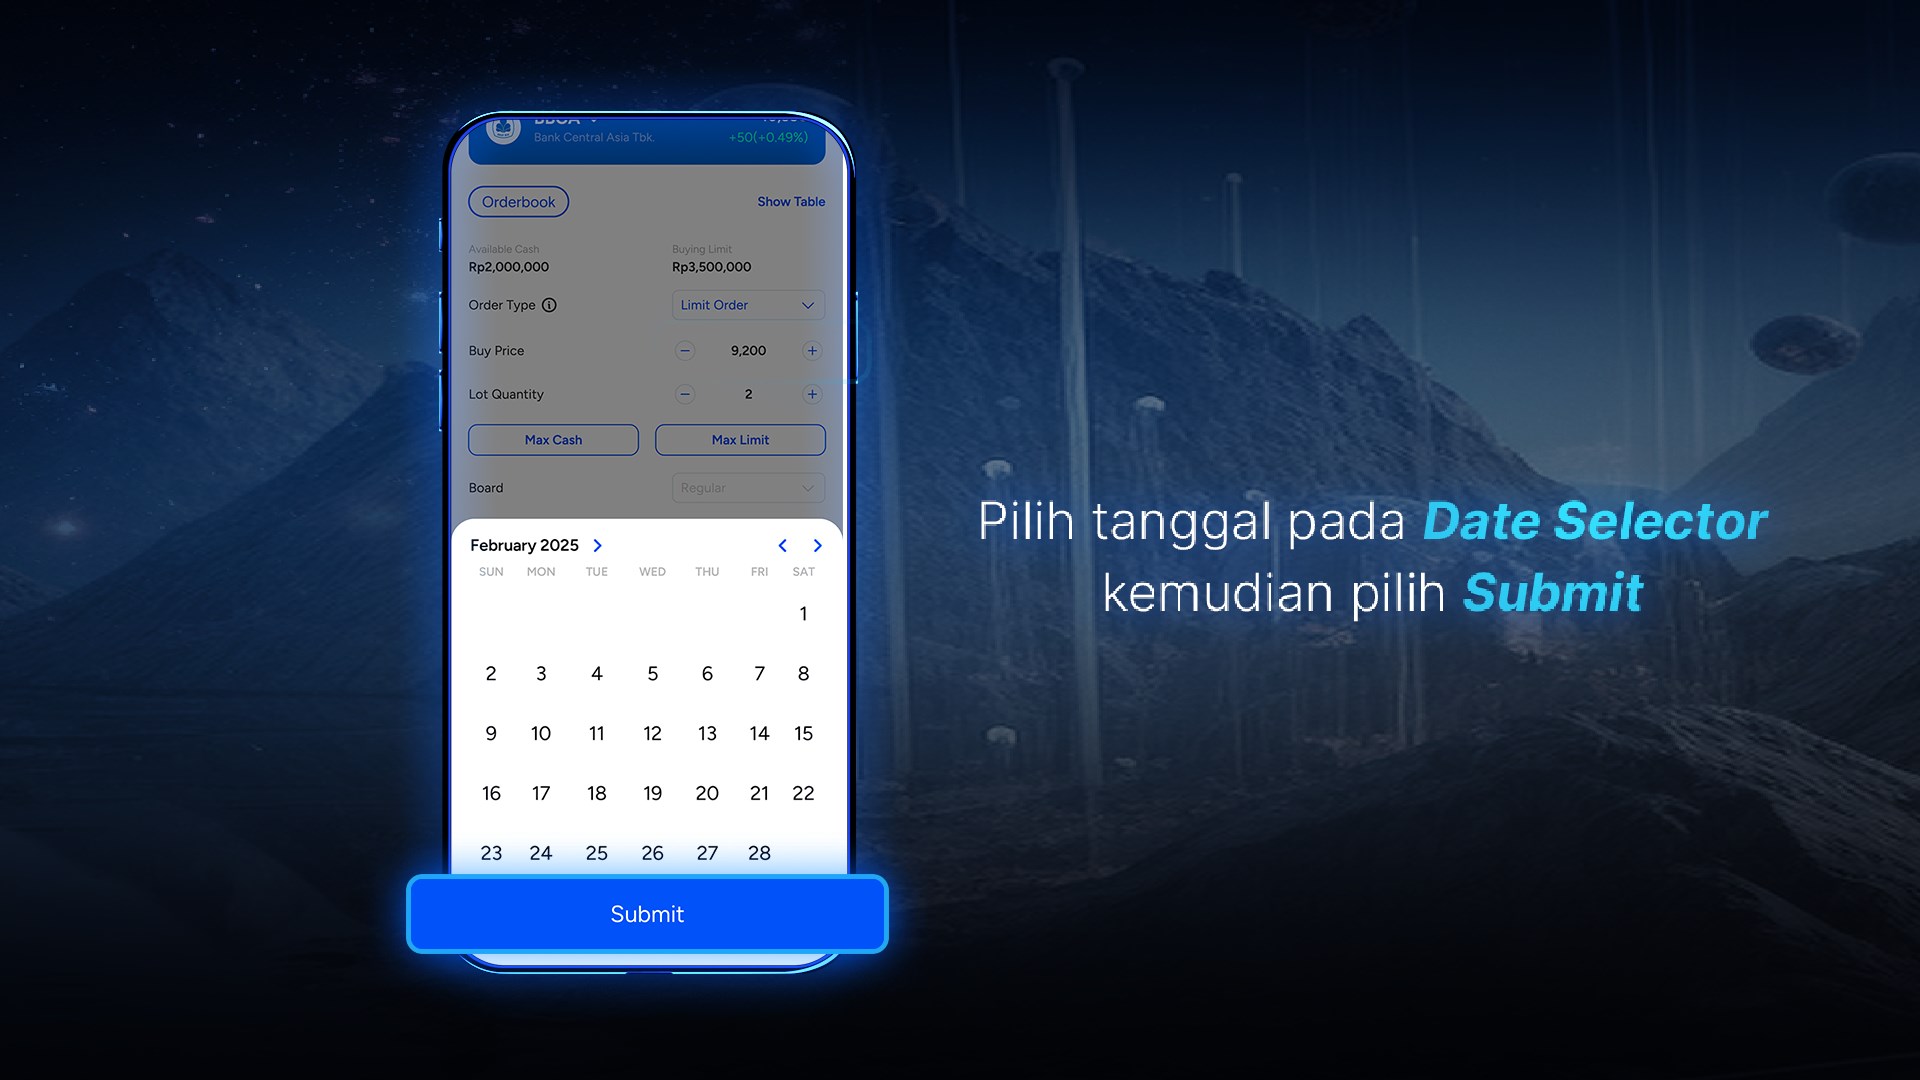 Bank Central Asia Tbk.
+50(+0.49%)
Orderbook
Show Table
Available Cash
Buying Limit
Rp2,000,000
Rp3,500,000
Order Type
Limit Order
Buy Price
9,200
Lot Quantity
2
Max Cash
Max Limit
Board
Regular
February 2025
SUN MON TUE WED THU FRI SAT
1
2 3 4 5 6 7 8
9 10 11 12 13 14 15
16 17 18 19 20 21 22
23 24 25 26 27 28
Submit
Pilih tanggal pada Date Selector
kemudian pilih Submit